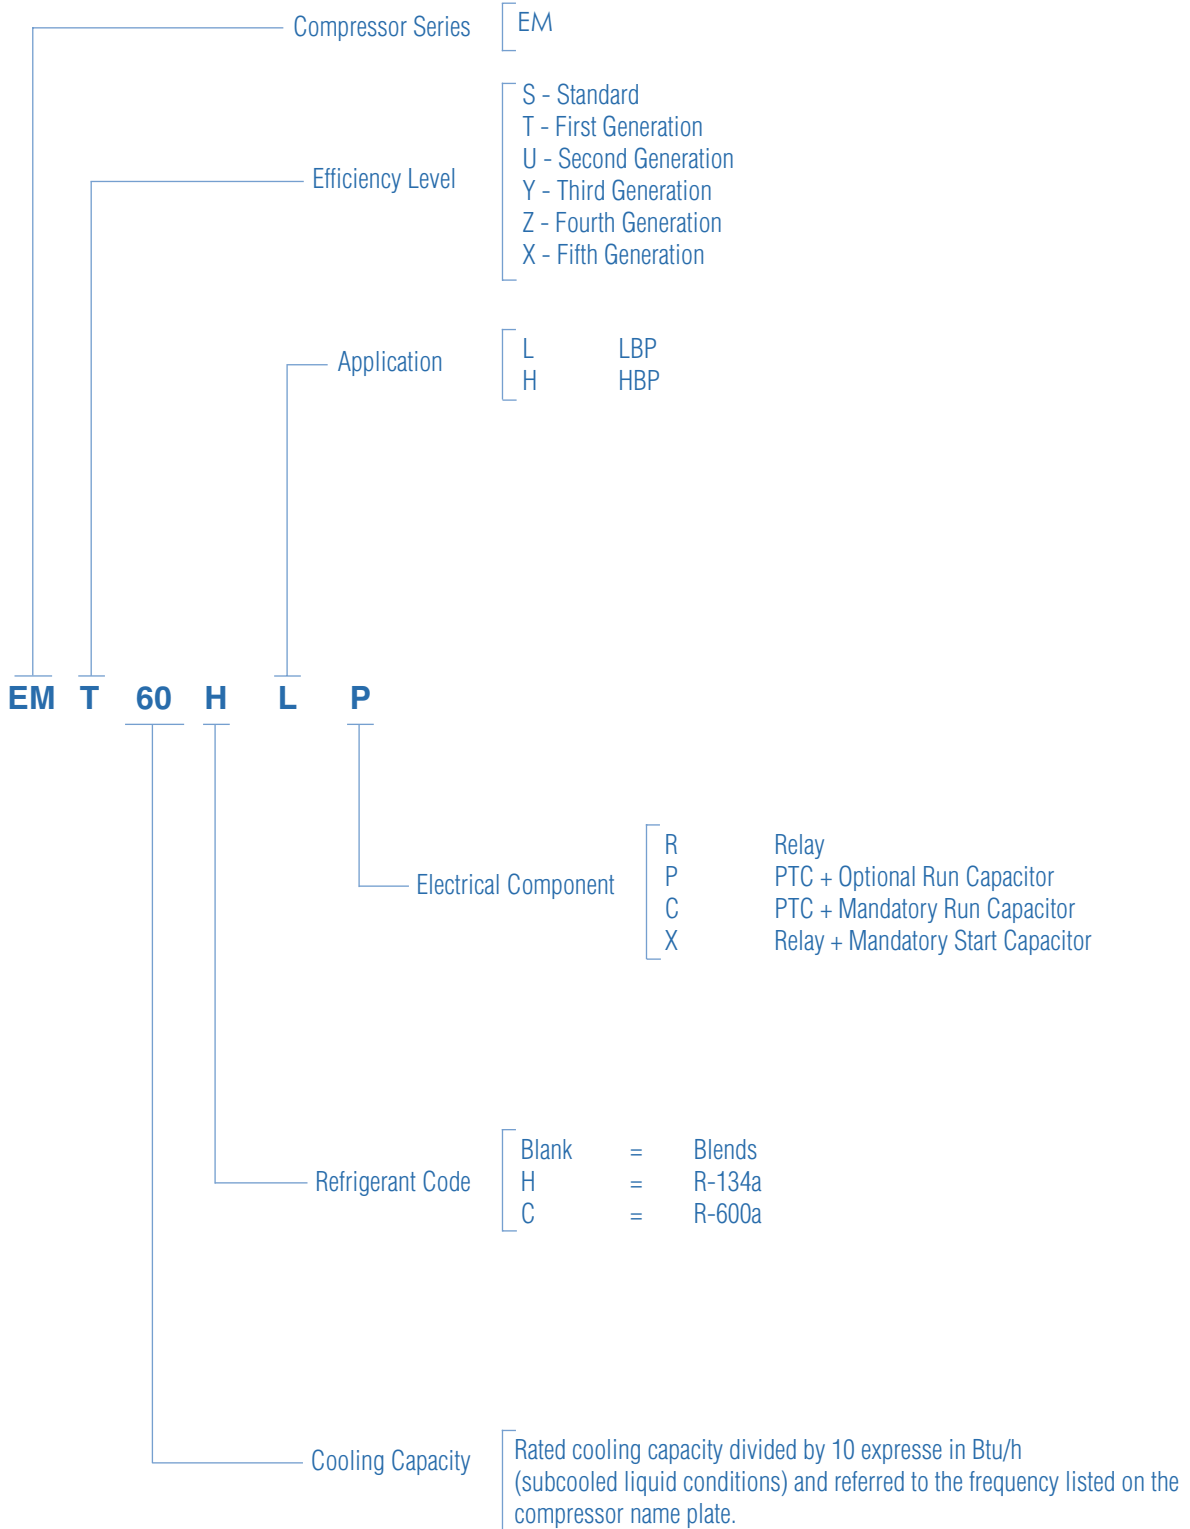 Compressor Series EM
S - Standard
T - First Generation
U - Second Generation
Efficiency Level
Y - Third Generation
Z - Fourth Generation
X - Fifth Generation
Application
L LBP
H HBP
EM T 60 H L P
R Relay
P PTC + Optional Run Capacitor
Electrical Component
C PTC + Mandatory Run Capacitor
X Relay + Mandatory Start Capacitor
Blank = Blends
Refrigerant Code
H = R-134a
C = R-600a
Cooling Capacity
Rated cooling capacity divided by 10 expresse in Btu/h
(subcooled liquid conditions) and referred to the frequency listed on the
compressor name plate.